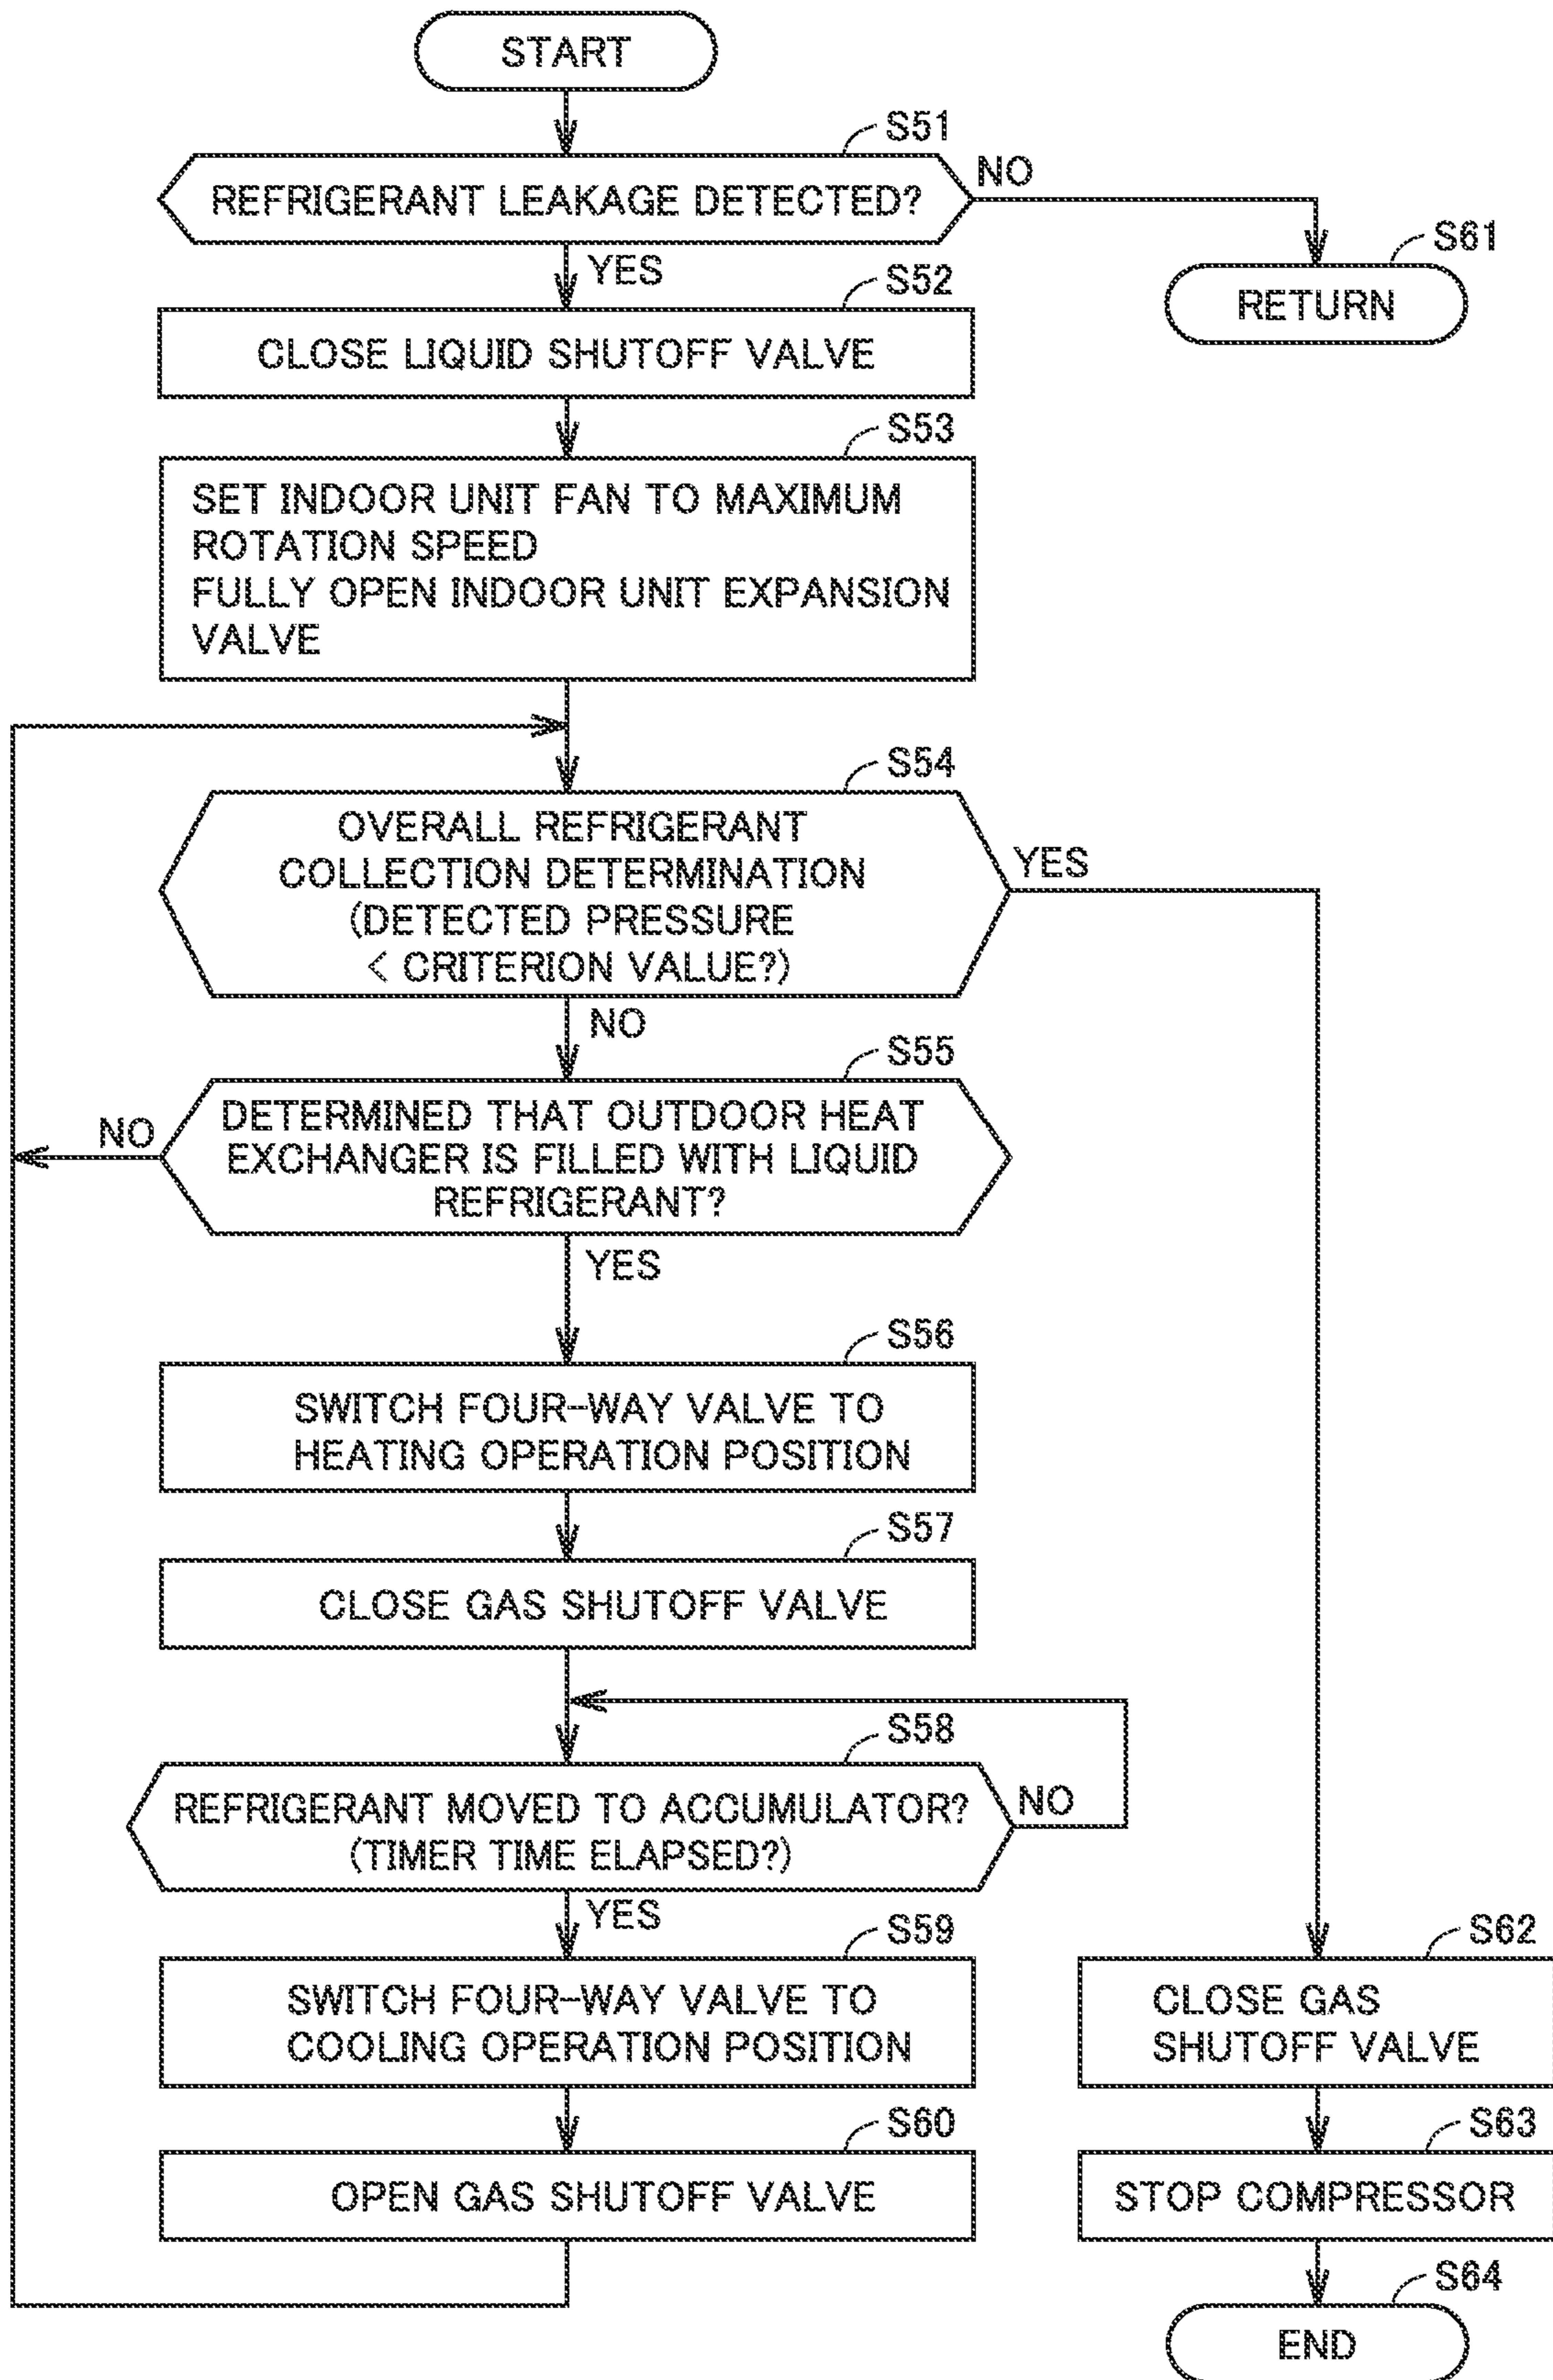 START
S51
REFRIGERANT LEAKAGE DETECTED?
NO
S61
RETURN
YES
S52
CLOSE LIQUID SHUTOFF VALVE
S53
SET INDOOR UNIT FAN TO MAXIMUM
ROTATION SPEED
FULLY OPEN INDOOR UNIT EXPANSION
VALVE
S54
OVERALL REFRIGERANT
COLLECTION DETERMINATION
(DETECTED PRESSURE
< CRITERION VALUE?)
YES
NO
S55
DETERMINED THAT OUTDOOR HEAT
EXCHANGER IS FILLED WITH LIQUID
REFRIGERANT?
NO
YES
S56
SWITCH FOUR-WAY VALVE TO
HEATING OPERATION POSITION
S57
CLOSE GAS SHUTOFF VALVE
S58
REFRIGERANT MOVED TO ACCUMULATOR?
(TIMER TIME ELAPSED?)
NO
YES
S59
SWITCH FOUR-WAY VALVE TO
COOLING OPERATION POSITION
S60
OPEN GAS SHUTOFF VALVE
S62
CLOSE GAS
SHUTOFF VALVE
S63
STOP COMPRESSOR
S64
END